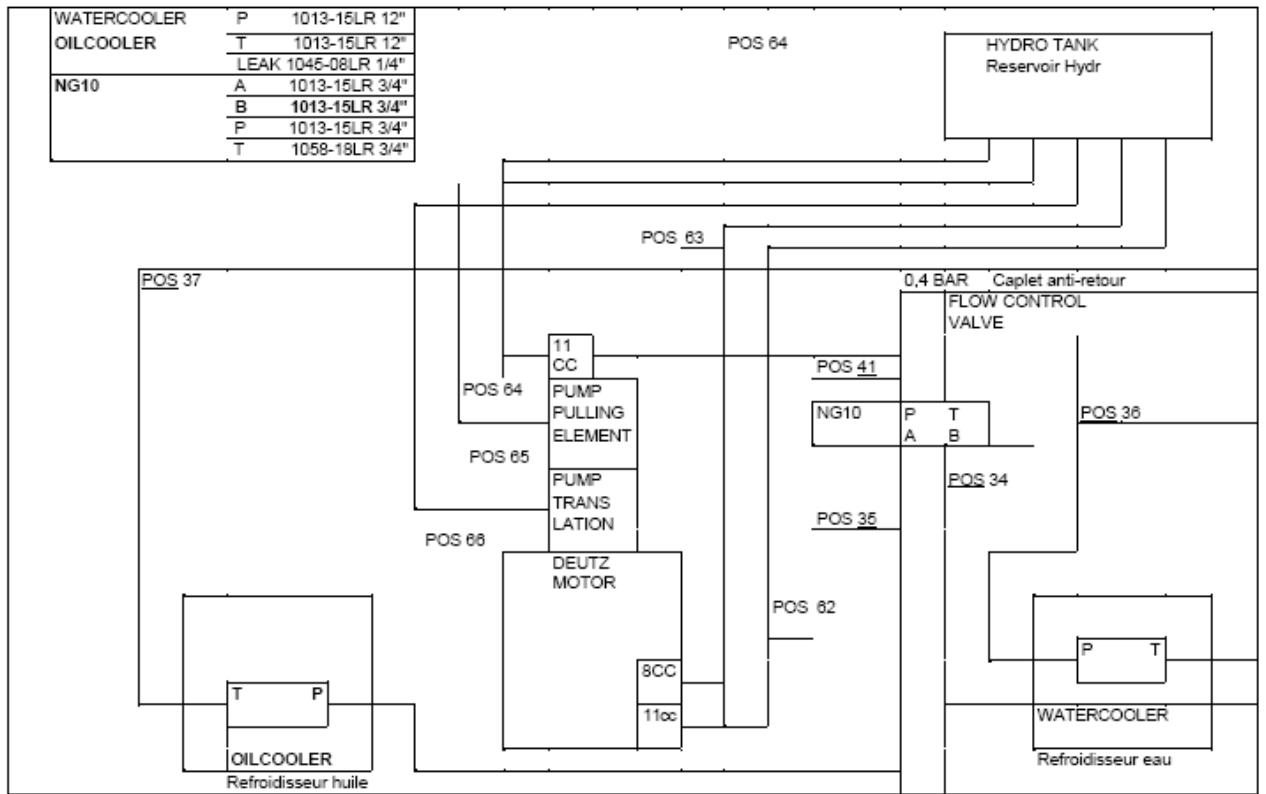 WATERCOOLER P 1013-15LR 12"
OILCOOLER T 1013-15LR 12"
LEAK 1045-08LR 1/4"
NG10 A 1013-15LR 3/4"
B 1013-15LR 3/4"
P 1013-15LR 3/4"
T 1058-18LR 3/4"
POS 64
HYDRO TANK
Reservoir Hydr
POS 63
POS 37
0,4 BAR Caplet anti-retour
FLOW CONTROL
VALVE
11
CC
POS 41
POS 64
PUMP
PULLING
ELEMENT
NG10
P T
A B
POS 36
POS 65
PUMP
TRANS
LATION
POS 34
POS 35
POS 66
DEUTZ
MOTOR
POS 62
8CC
11cc
T P
OILCOOLER
Refroidisseur huile
P T
WATERCOOLER
Refroidisseur eau